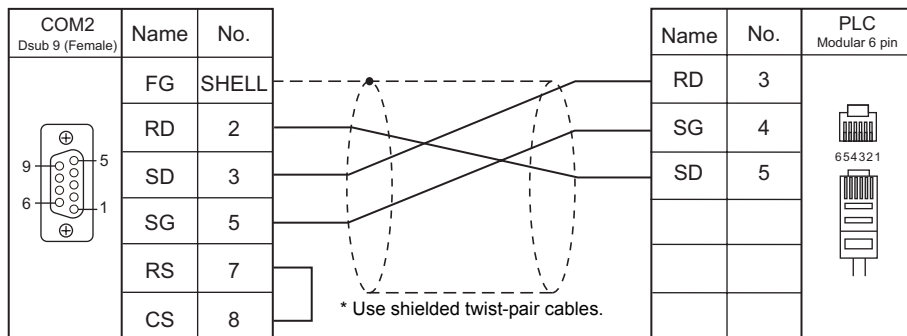 COM2
Dsub 9 (Female)
Name No.
FG SHELL
RD 2
SD 3
SG 5
RS 7
CS 8
9 5
6 1
* Use shielded twist-pair cables.
Name No.
PLC
Modular 6 pin
RD 3
SG 4
SD 5
654321